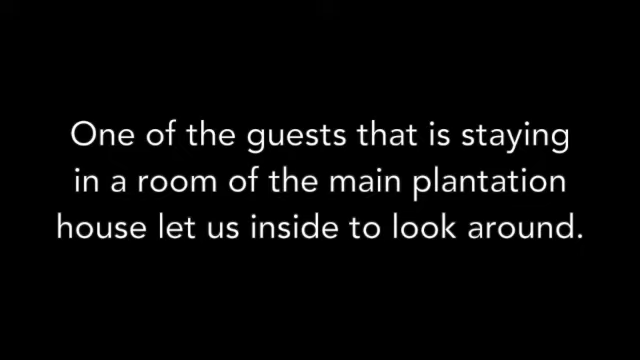 One of the guests that is staying
in a room of the main plantation
house let us inside to look around.